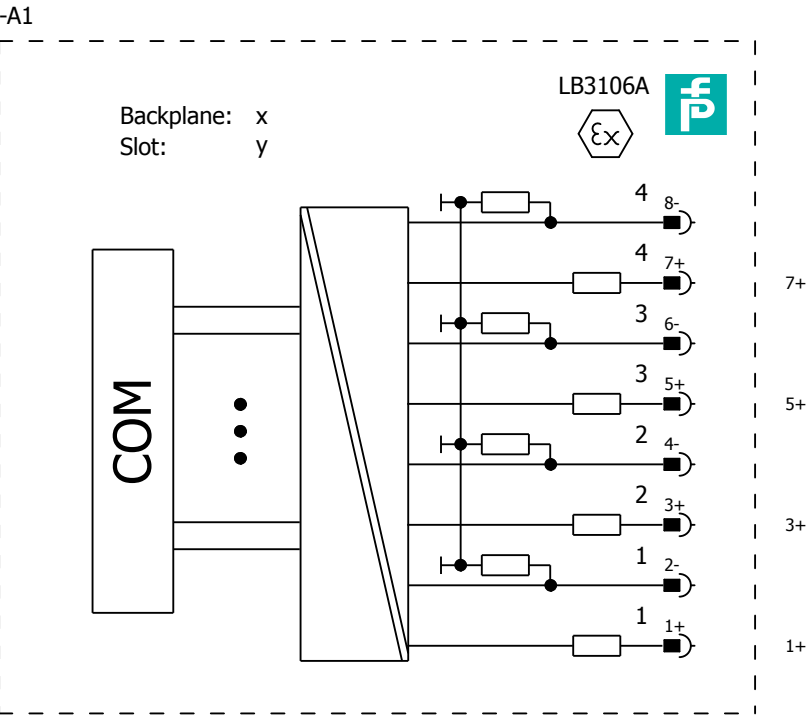 -A1
LB3106A
Backplane: x
Slot: y
Ex
4 8-
4 7+ 7+
3 6-
3 5+ 5+
COM
2 4-
2 3+ 3+
1 2-
1 1+ 1+